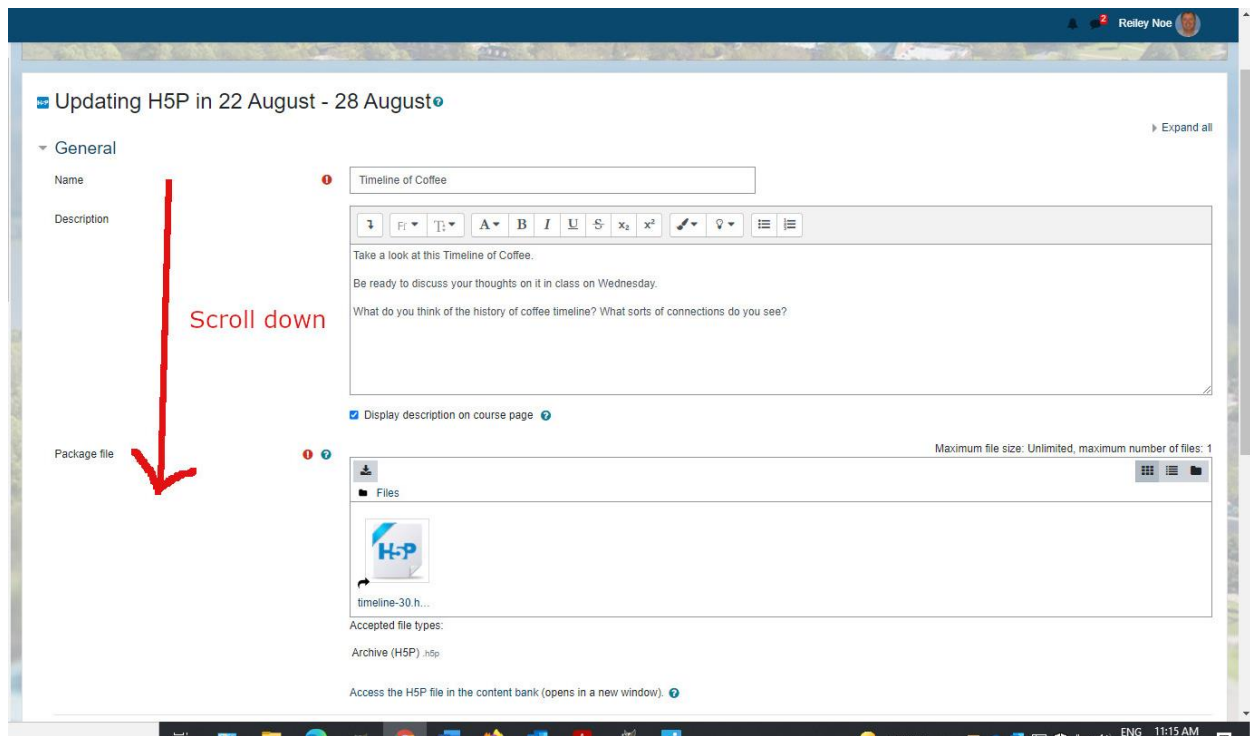 2
Reiley Noe
Updating H5P in 22 August - 28 August
Expand all
General
Name
Timeline of Coffee
Description
A B I U S x₂ x²
Take a look at this Timeline of Coffee.
Be ready to discuss your thoughts on it in class on Wednesday.
Scroll down
What do you think of the history of coffee timeline? What sorts of connections do you see?
Display description on course page
Package file
Maximum file size: Unlimited, maximum number of files: 1
Files
H5P
timeline-30.h...
Accepted file types:
Archive (H5P) .h5p
Access the H5P file in the content bank (opens in a new window).
ENG 11:15 AM